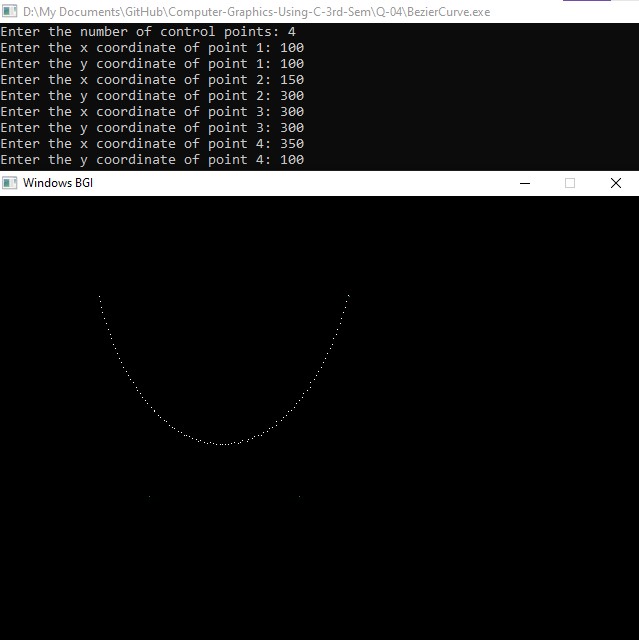 D:\My Documents\GitHub\Computer-Graphics-Using-C-3rd-Sem\Q-04\BezierCurve.exe
Enter the number of control points: 4
Enter the x coordinate of point 1: 100
Enter the y coordinate of point 1: 100
Enter the x coordinate of point 2: 150
Enter the y coordinate of point 2: 300
Enter the x coordinate of point 3: 300
Enter the y coordinate of point 3: 300
Enter the x coordinate of point 4: 350
Enter the y coordinate of point 4: 100
Windows BGI